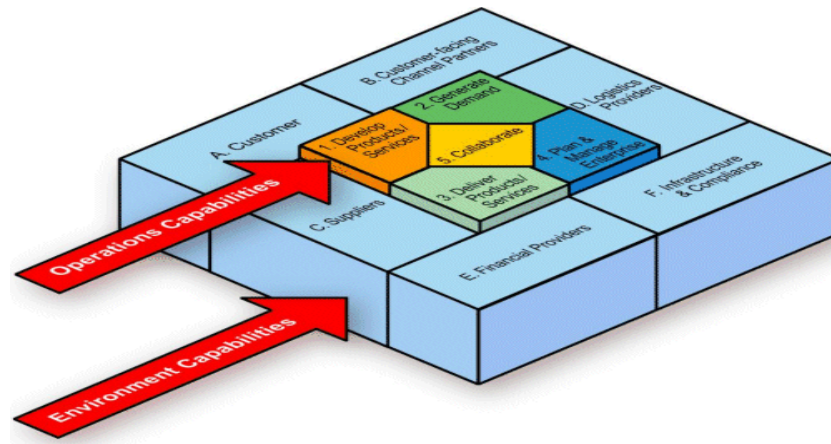 B. Customer-facing
Channel Partners
2. Generate
Demand
D. Logistics
Providers
A. Customer
1. Develop
Products/
Services
5. Collaborate
4. Plan &
Manage
Enterprise
3. Deliver
Products/
Services
F. Infrastructure
& Compliance
C. Suppliers
E. Financial Providers
Operations Capabilities
Environment Capabilities